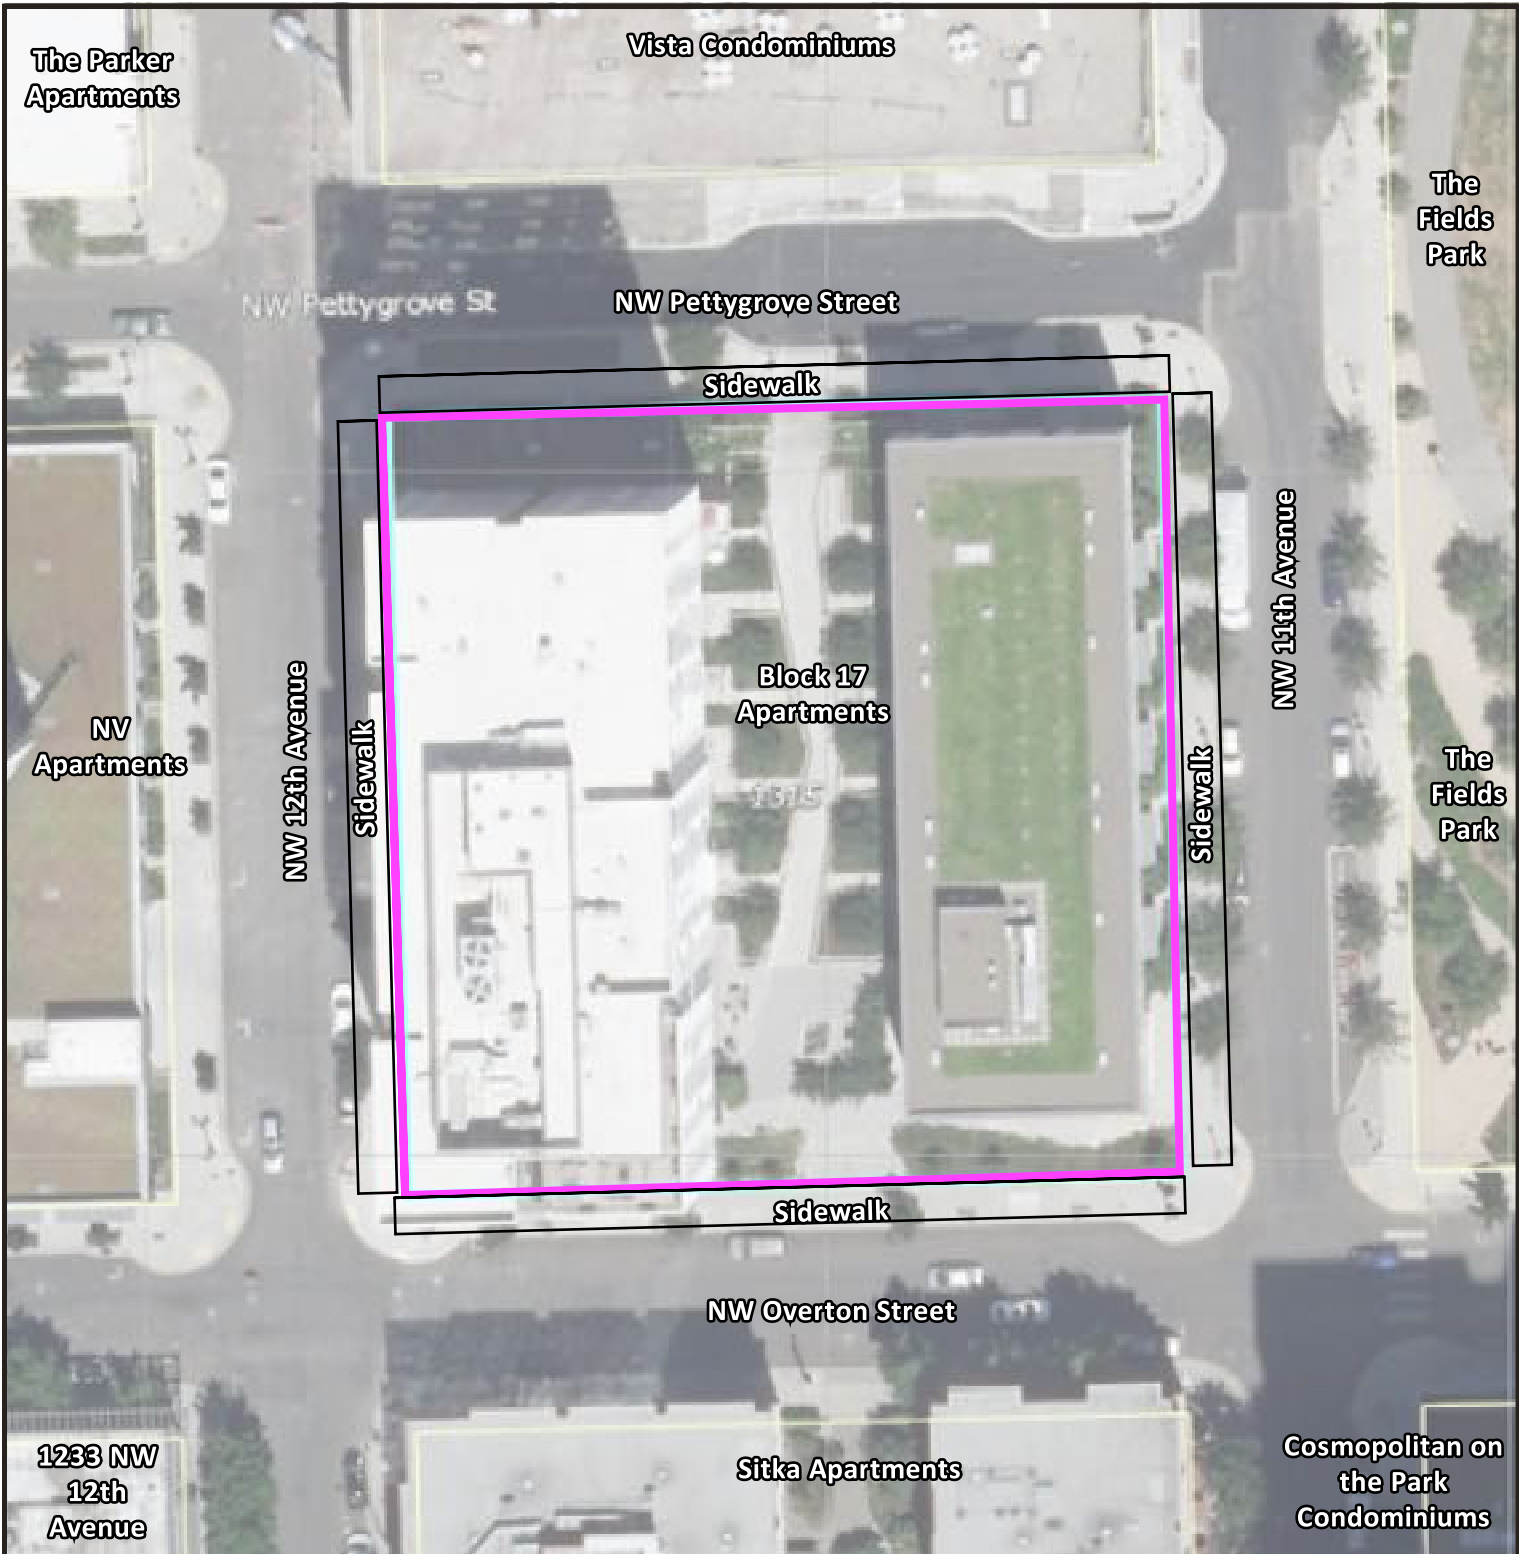 The Parker
Apartments
Vista Condominiums
The
Fields
Park
NW Pettygrove St
NW Pettygrove Street
Sidewalk
NW 11th Avenue
NW 12th Avenue
Sidewalk
Block 17
Apartments
NV
Apartments
1315
Sidewalk
The
Fields
Park
Sidewalk
NW Overton Street
1233 NW
12th
Avenue
Sitka Apartments
Cosmopolitan on
the Park
Condominiums